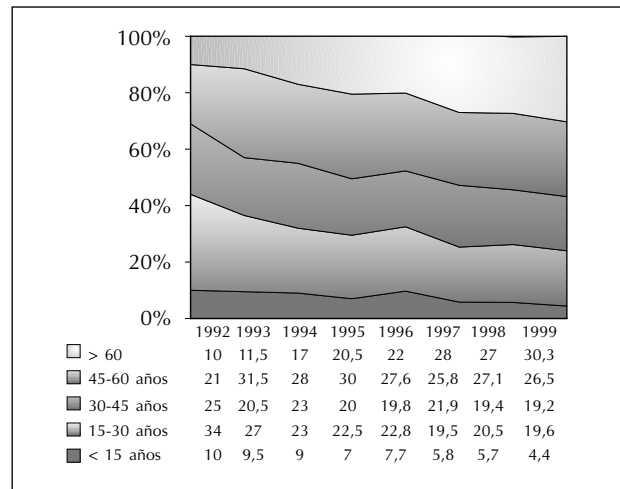 100%
80%
60%
40%
20%
0%
1992 1993 1994 1995 1996 1997 1998 1999
> 60 10 11,5 17 20,5 22 28 27 30,3
45-60 años 21 31,5 28 30 27,6 25,8 27,1 26,5
30-45 años 25 20,5 23 20 19,8 21,9 19,4 19,2
15-30 años 34 27 23 22,5 22,8 19,5 20,5 19,6
< 15 años 10 9,5 9 7 7,7 5,8 5,7 4,4